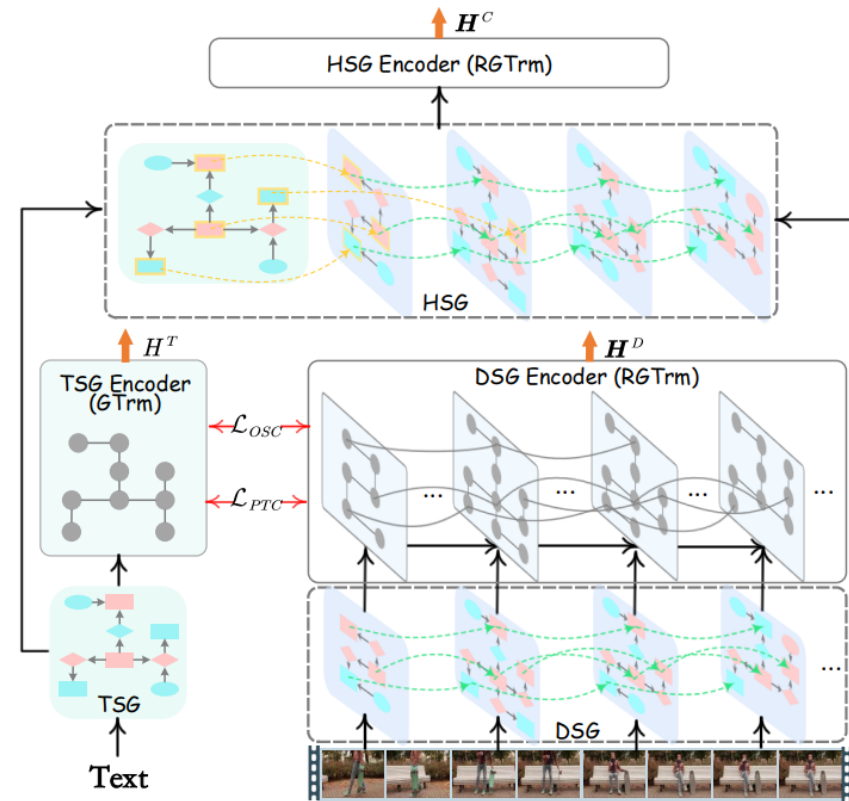 H^C
HSG Encoder (RGTrm)
HSG
H^T
H^D
TSG Encoder
(GTrm)
DSG Encoder (RGTrm)
ℒ_OSC
ℒ_PTC
... ... ... ...
...
TSG
DSG
Text